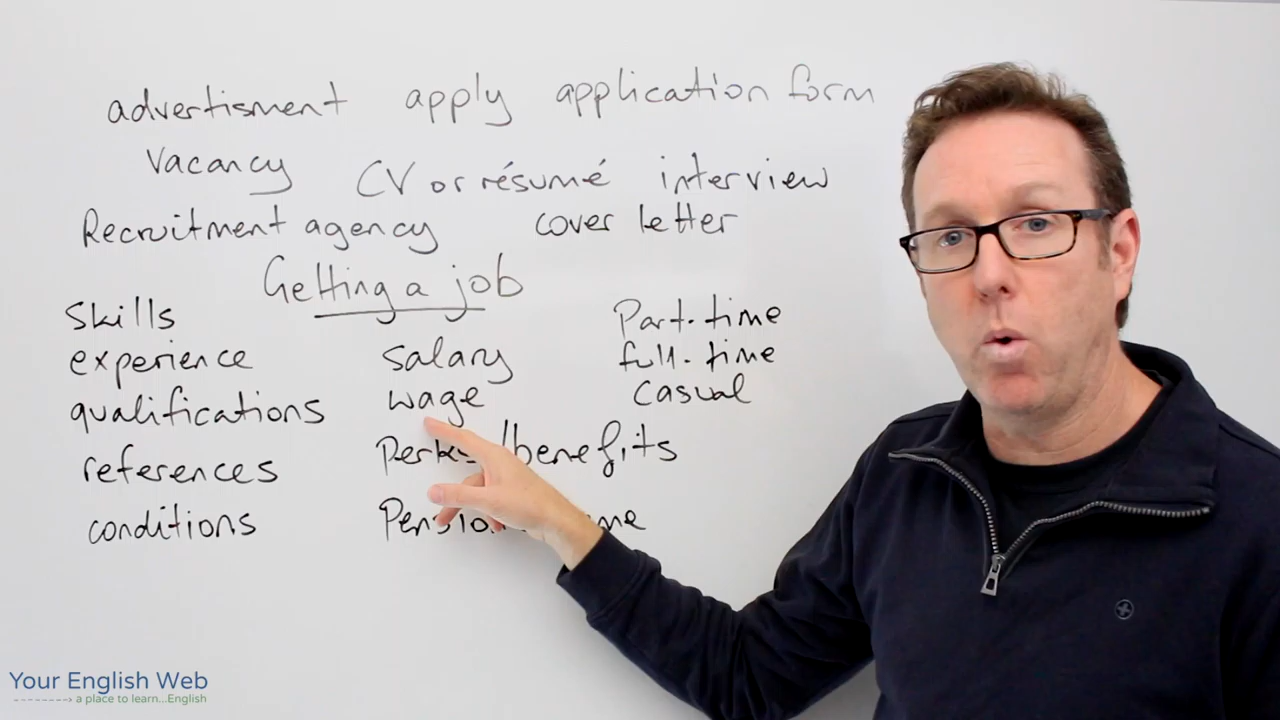 advertisment apply application form
Vacancy CV or résumé interview
Recruitment agency cover letter
Getting a job
Skills
experience
qualifications
references
conditions
Salary
wage
Perks/benefits
Part-time
full-time
Casual
Your English Web
a place to learn...English